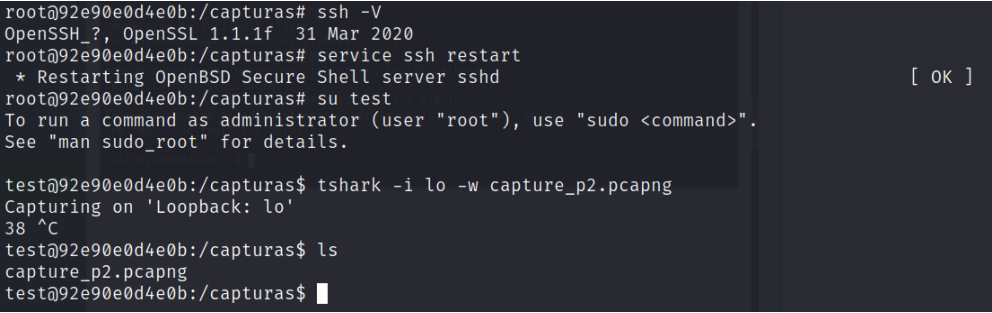 root@92e90e0d4e0b:/capturas# ssh -V
OpenSSH_?, OpenSSL 1.1.1f  31 Mar 2020
root@92e90e0d4e0b:/capturas# service ssh restart
 * Restarting OpenBSD Secure Shell server sshd                                          [ OK ]
root@92e90e0d4e0b:/capturas# su test
To run a command as administrator (user "root"), use "sudo <command>".
See "man sudo_root" for details.
test@92e90e0d4e0b:/capturas$ tshark -i lo -w capture_p2.pcapng
Capturing on 'Loopback: lo'
38 ^C
test@92e90e0d4e0b:/capturas$ ls
capture_p2.pcapng
test@92e90e0d4e0b:/capturas$